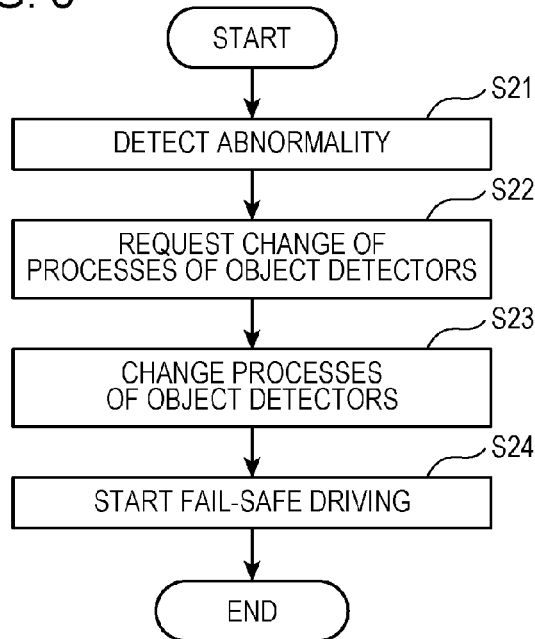 START
S21
DETECT ABNORMALITY
S22
REQUEST CHANGE OF
PROCESSES OF OBJECT DETECTORS
S23
CHANGE PROCESSES
OF OBJECT DETECTORS
S24
START FAIL-SAFE DRIVING
END